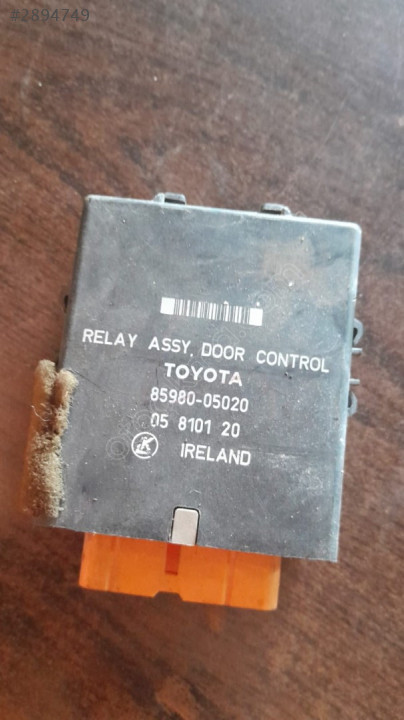 #2894749
RELAY ASSY, DOOR CONTROL
TOYOTA
85980-05020
05 8101 20
K IRELAND